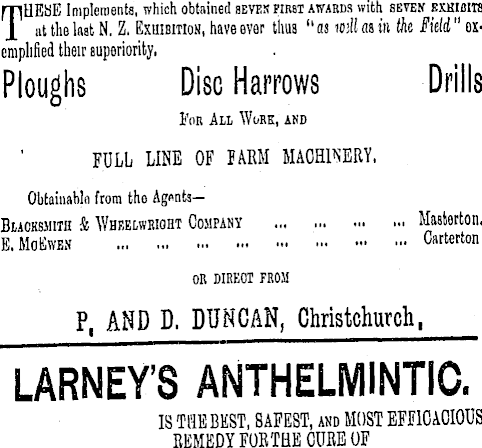 THESE Implements, which obtained SEVEN FIRST AWARDS with SEVEN EXHIBITS
at the last N. Z. EXHIBITION, have ever thus "as well as in the Field" ex-
emplified their superiority.
Ploughs Disc Harrows Drills
FOR ALL WORK, AND
FULL LINE OF FARM MACHINERY,
Obtainable from the Agents—
BLACKSMITH & WHEELWRIGHT COMPANY ... ... ... ... Masterton.
E. MCEWEN ... ... ... ... ... ... ... ... Carterton
OR DIRECT FROM
P. AND D. DUNCAN, Christchurch,
LARNEY'S ANTHELMINTIC.
IS THE BEST, SAFEST, AND MOST EFFICACIOUS
REMEDY FOR THE CURE OF